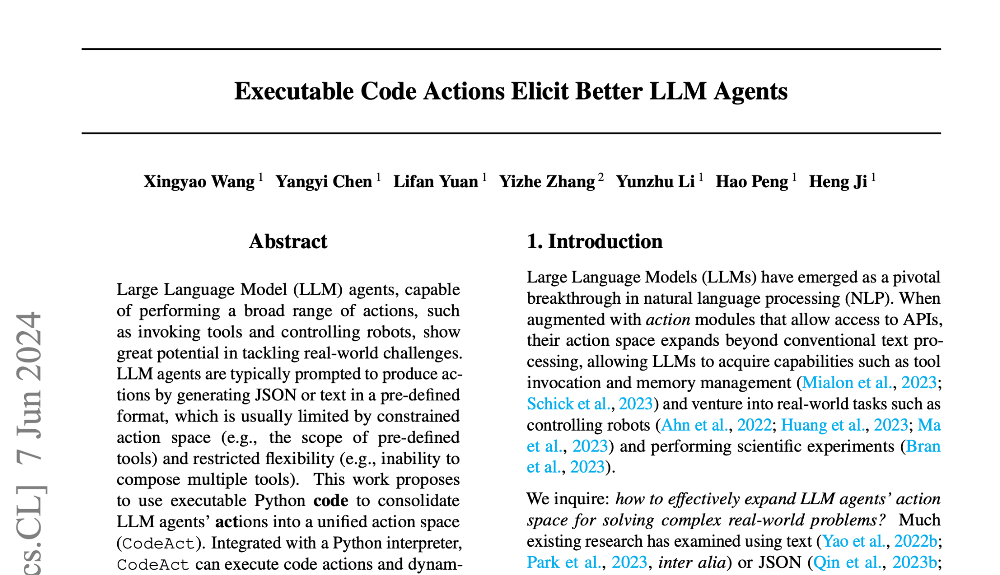 Executable Code Actions Elicit Better LLM Agents
Xingyao Wang 1 Yangyi Chen 1 Lifan Yuan 1 Yizhe Zhang 2 Yunzhu Li 1 Hao Peng 1 Heng Ji 1
Abstract
Large Language Model (LLM) agents, capable
of performing a broad range of actions, such
as invoking tools and controlling robots, show
great potential in tackling real-world challenges.
LLM agents are typically prompted to produce ac-
tions by generating JSON or text in a pre-defined
format, which is usually limited by constrained
action space (e.g., the scope of pre-defined
tools) and restricted flexibility (e.g., inability to
compose multiple tools). This work proposes
to use executable Python code to consolidate
LLM agents' actions into a unified action space
(CodeAct). Integrated with a Python interpreter,
CodeAct can execute code actions and dynam-
1. Introduction
Large Language Models (LLMs) have emerged as a pivotal
breakthrough in natural language processing (NLP). When
augmented with action modules that allow access to APIs,
their action space expands beyond conventional text pro-
cessing, allowing LLMs to acquire capabilities such as tool
invocation and memory management (Mialon et al., 2023;
Schick et al., 2023) and venture into real-world tasks such as
controlling robots (Ahn et al., 2022; Huang et al., 2023; Ma
et al., 2023) and performing scientific experiments (Bran
et al., 2023).
We inquire: how to effectively expand LLM agents' action
space for solving complex real-world problems? Much
existing research has examined using text (Yao et al., 2022b;
Park et al., 2023, inter alia) or JSON (Qin et al., 2023b;
cs.CL] 7 Jun 2024